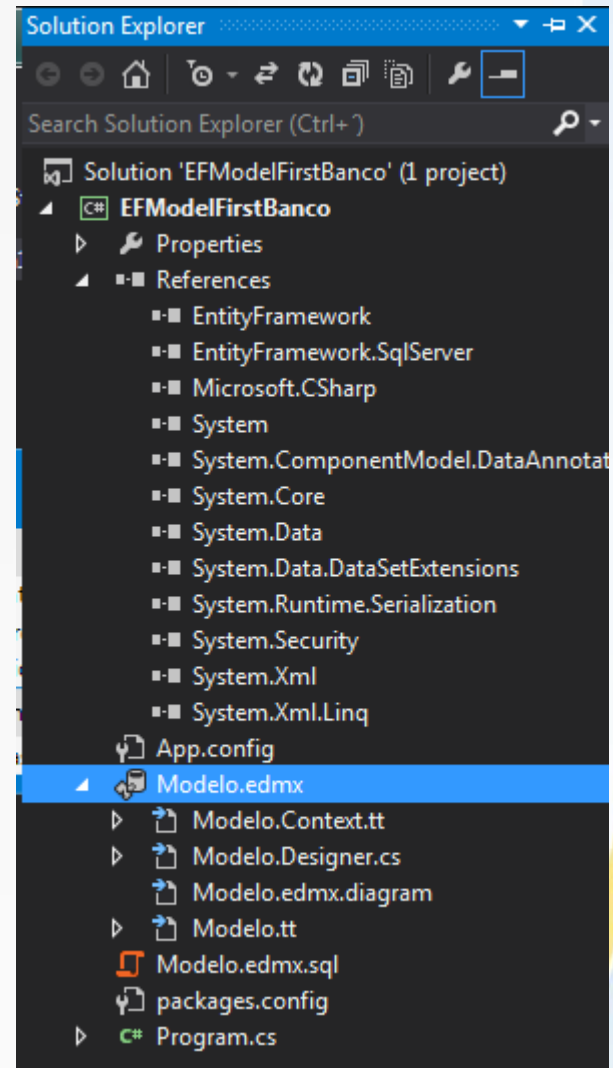 Solution Explorer
Search Solution Explorer (Ctrl+´)
Solution 'EFModelFirstBanco' (1 project)
C# EFModelFirstBanco
Properties
References
EntityFramework
EntityFramework.SqlServer
Microsoft.CSharp
System
System.ComponentModel.DataAnnotat
System.Core
System.Data
System.Data.DataSetExtensions
System.Runtime.Serialization
System.Security
System.Xml
System.Xml.Linq
App.config
Modelo.edmx
Modelo.Context.tt
Modelo.Designer.cs
Modelo.edmx.diagram
Modelo.tt
Modelo.edmx.sql
packages.config
C# Program.cs